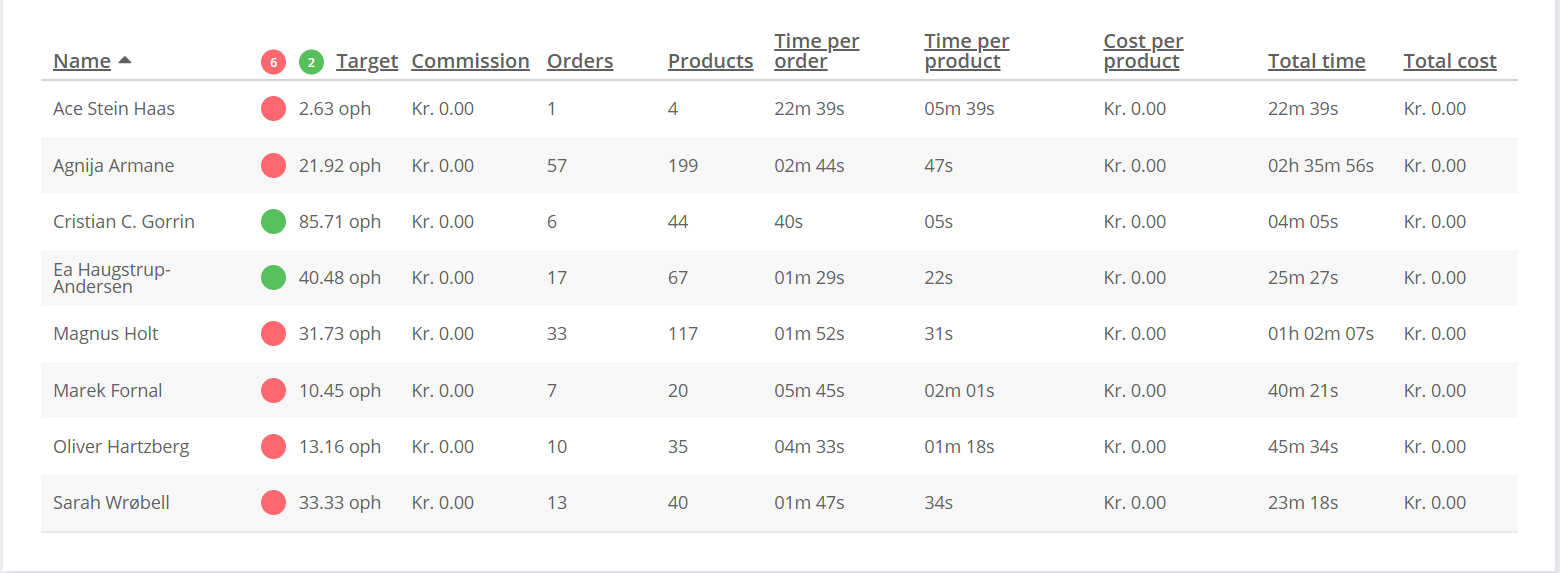 Name 6 2 Target Commission Orders Products Time per order Time per product Cost per product Total time Total cost
Ace Stein Haas 2.63 oph Kr. 0.00 1 4 22m 39s 05m 39s Kr. 0.00 22m 39s Kr. 0.00
Agnija Armane 21.92 oph Kr. 0.00 57 199 02m 44s 47s Kr. 0.00 02h 35m 56s Kr. 0.00
Cristian C. Gorrin 85.71 oph Kr. 0.00 6 44 40s 05s Kr. 0.00 04m 05s Kr. 0.00
Ea Haugstrup-Andersen 40.48 oph Kr. 0.00 17 67 01m 29s 22s Kr. 0.00 25m 27s Kr. 0.00
Magnus Holt 31.73 oph Kr. 0.00 33 117 01m 52s 31s Kr. 0.00 01h 02m 07s Kr. 0.00
Marek Fornal 10.45 oph Kr. 0.00 7 20 05m 45s 02m 01s Kr. 0.00 40m 21s Kr. 0.00
Oliver Hartzberg 13.16 oph Kr. 0.00 10 35 04m 33s 01m 18s Kr. 0.00 45m 34s Kr. 0.00
Sarah Wrøbell 33.33 oph Kr. 0.00 13 40 01m 47s 34s Kr. 0.00 23m 18s Kr. 0.00